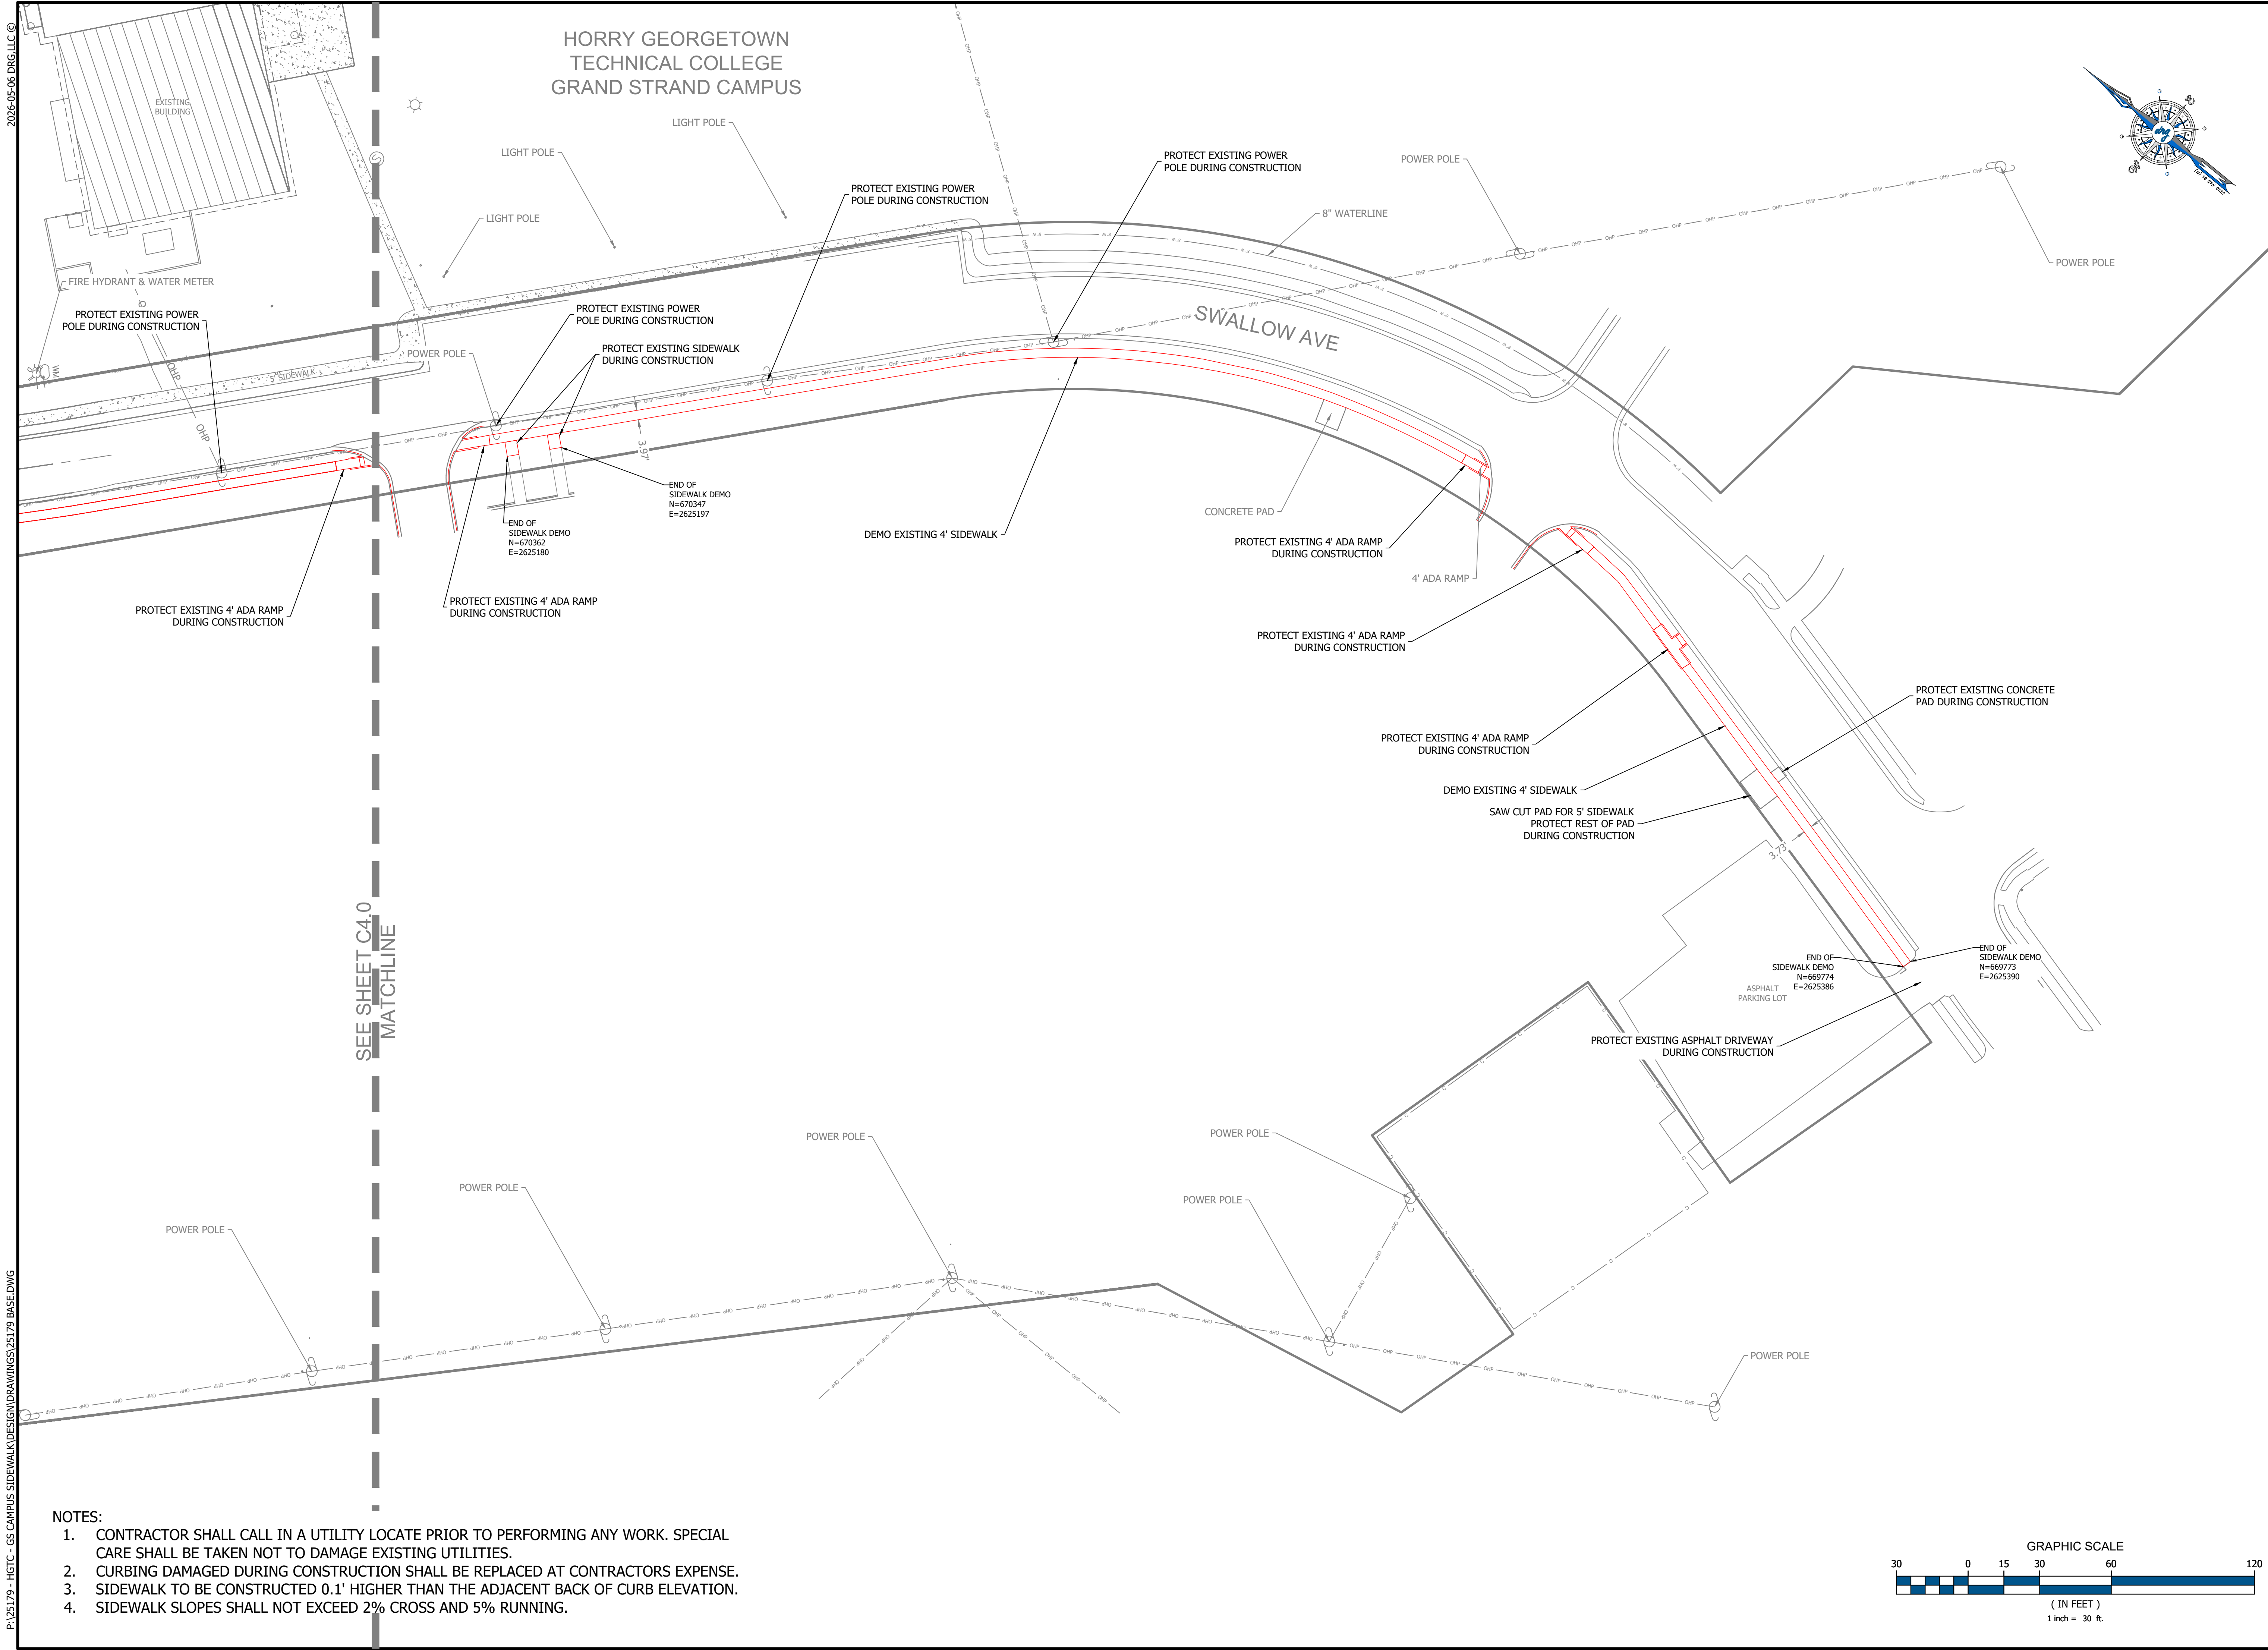 2026-05-06 DRG,LLC ©
P:\25179 - HGTC - GS CAMPUS SIDEWALK\DESIGN\DRAWINGS\25179 BASE.DWG
HORRY GEORGETOWN
TECHNICAL COLLEGE
GRAND STRAND CAMPUS
EXISTING
BUILDING
S
drg
LIGHT POLE
LIGHT POLE
LIGHT POLE
PROTECT EXISTING POWER
POLE DURING CONSTRUCTION
POWER POLE
PROTECT EXISTING POWER
POLE DURING CONSTRUCTION
8" WATERLINE
POWER POLE
FIRE HYDRANT & WATER METER
PROTECT EXISTING POWER
POLE DURING CONSTRUCTION
PROTECT EXISTING POWER
POLE DURING CONSTRUCTION
SWALLOW AVE
POWER POLE
PROTECT EXISTING SIDEWALK
DURING CONSTRUCTION
WM
OHP
5' SIDEWALK
OHP
3.97'
END OF
SIDEWALK DEMO
N=670347
E=2625197
END OF
SIDEWALK DEMO
N=670362
E=2625180
DEMO EXISTING 4' SIDEWALK
CONCRETE PAD
PROTECT EXISTING 4' ADA RAMP
DURING CONSTRUCTION
4' ADA RAMP
PROTECT EXISTING 4' ADA RAMP
DURING CONSTRUCTION
PROTECT EXISTING 4' ADA RAMP
DURING CONSTRUCTION
PROTECT EXISTING 4' ADA RAMP
DURING CONSTRUCTION
PROTECT EXISTING CONCRETE
PAD DURING CONSTRUCTION
PROTECT EXISTING 4' ADA RAMP
DURING CONSTRUCTION
DEMO EXISTING 4' SIDEWALK
SAW CUT PAD FOR 5' SIDEWALK
PROTECT REST OF PAD
DURING CONSTRUCTION
3.73'
SEE SHEET C4.0
MATCHLINE
END OF
SIDEWALK DEMO
N=669774
E=2625386
END OF
SIDEWALK DEMO
N=669773
E=2625390
ASPHALT
PARKING LOT
PROTECT EXISTING ASPHALT DRIVEWAY
DURING CONSTRUCTION
POWER POLE
POWER POLE
POWER POLE
POWER POLE
POWER POLE
POWER POLE
NOTES:
1. CONTRACTOR SHALL CALL IN A UTILITY LOCATE PRIOR TO PERFORMING ANY WORK. SPECIAL
CARE SHALL BE TAKEN NOT TO DAMAGE EXISTING UTILITIES.
2. CURBING DAMAGED DURING CONSTRUCTION SHALL BE REPLACED AT CONTRACTORS EXPENSE.
3. SIDEWALK TO BE CONSTRUCTED 0.1' HIGHER THAN THE ADJACENT BACK OF CURB ELEVATION.
4. SIDEWALK SLOPES SHALL NOT EXCEED 2% CROSS AND 5% RUNNING.
GRAPHIC SCALE
30 0 15 30 60 120
( IN FEET )
1 inch = 30 ft.